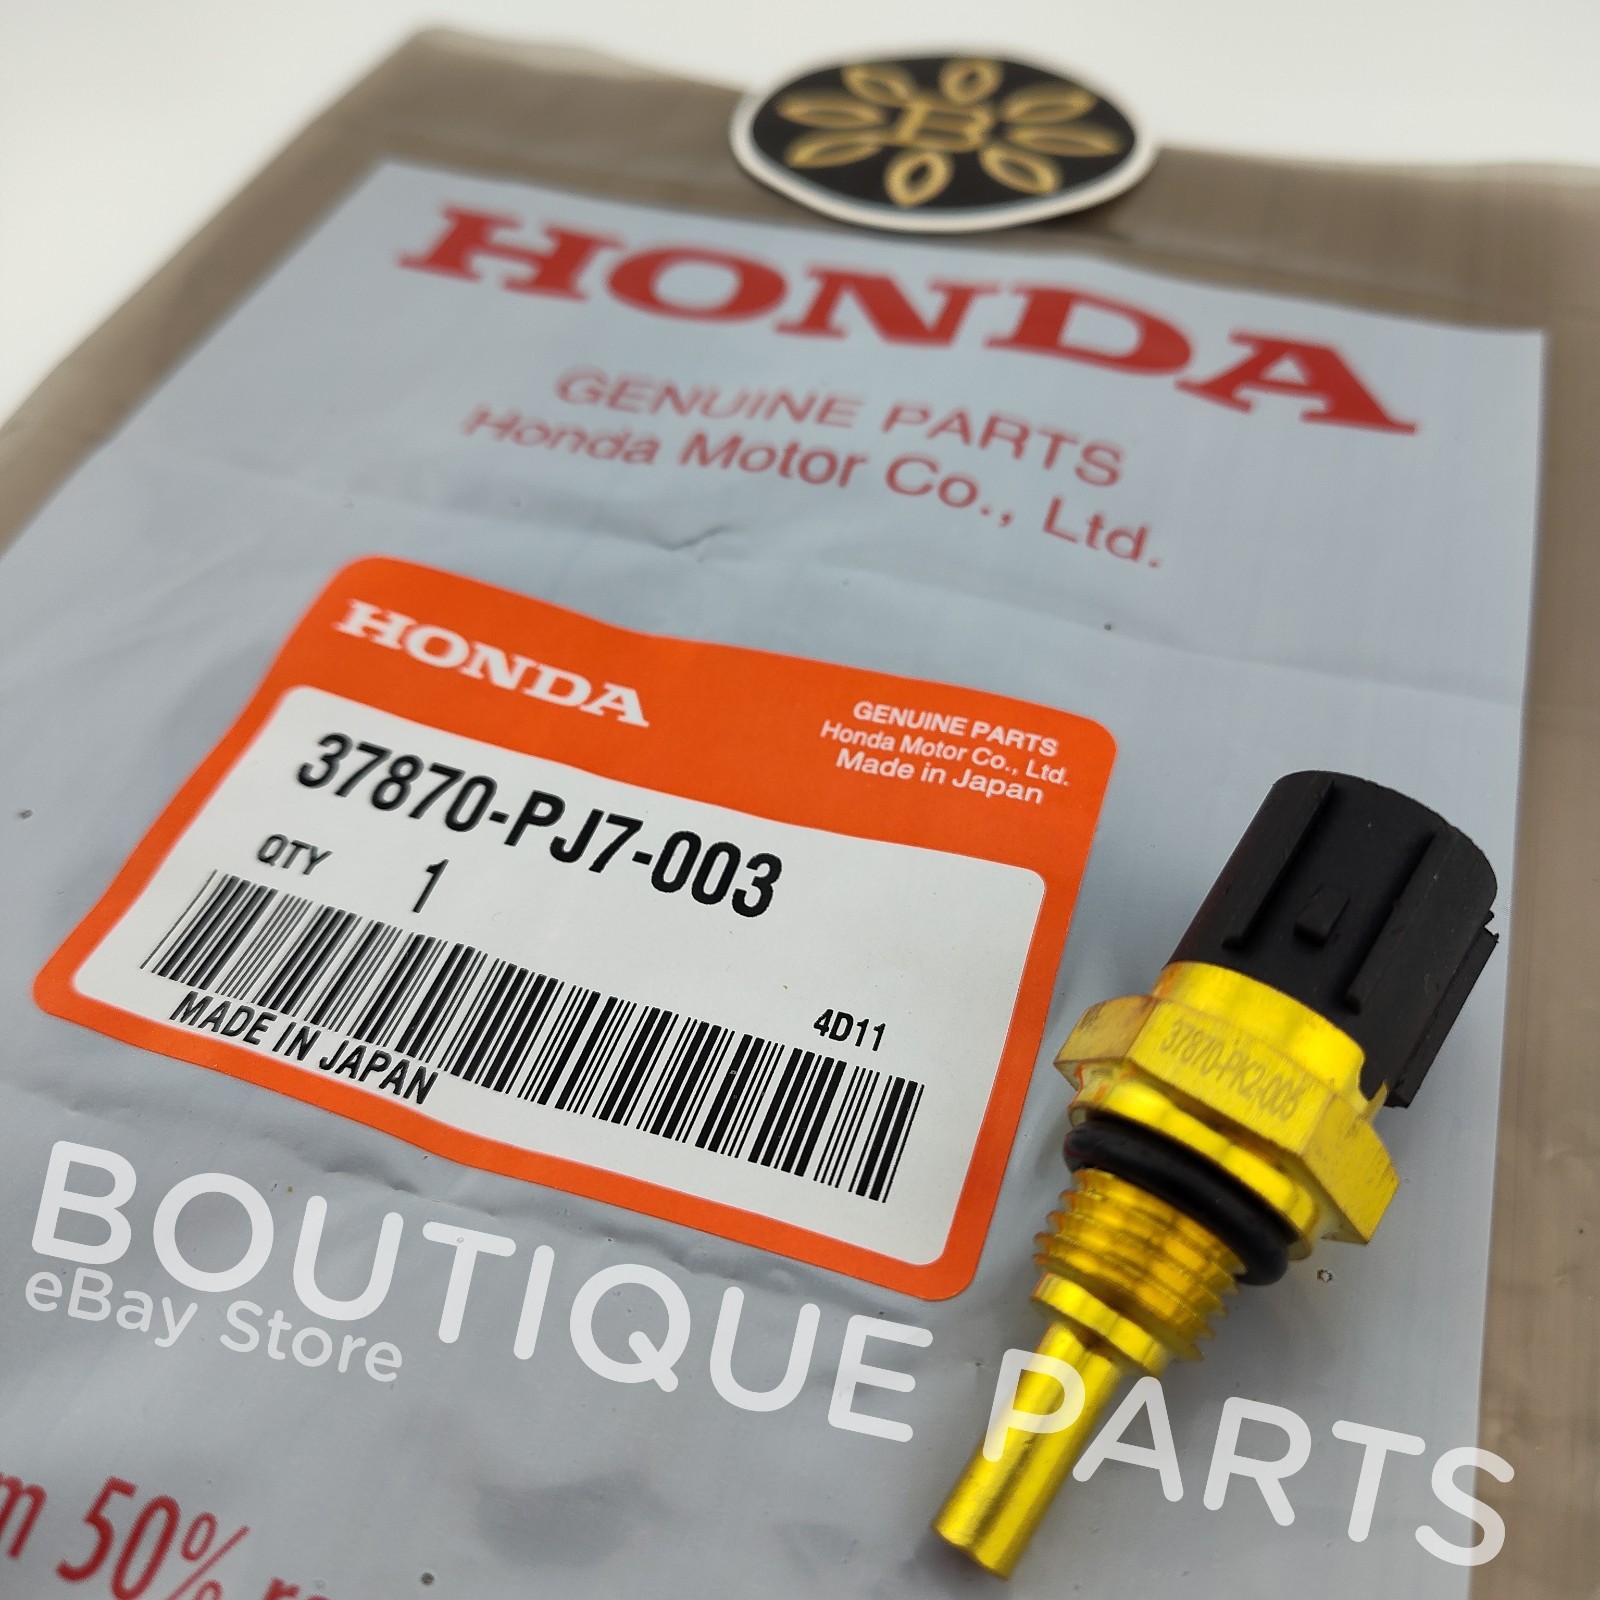 HONDA
GENUINE PARTS
Honda Motor Co., Ltd.
HONDA
GENUINE PARTS
Honda Motor Co., Ltd.
Made in Japan
37870-PJ7-003
QTY 1
4D11
MADE IN JAPAN
37870-PK2-005
BOUTIQUE PARTS
eBay Store
50%